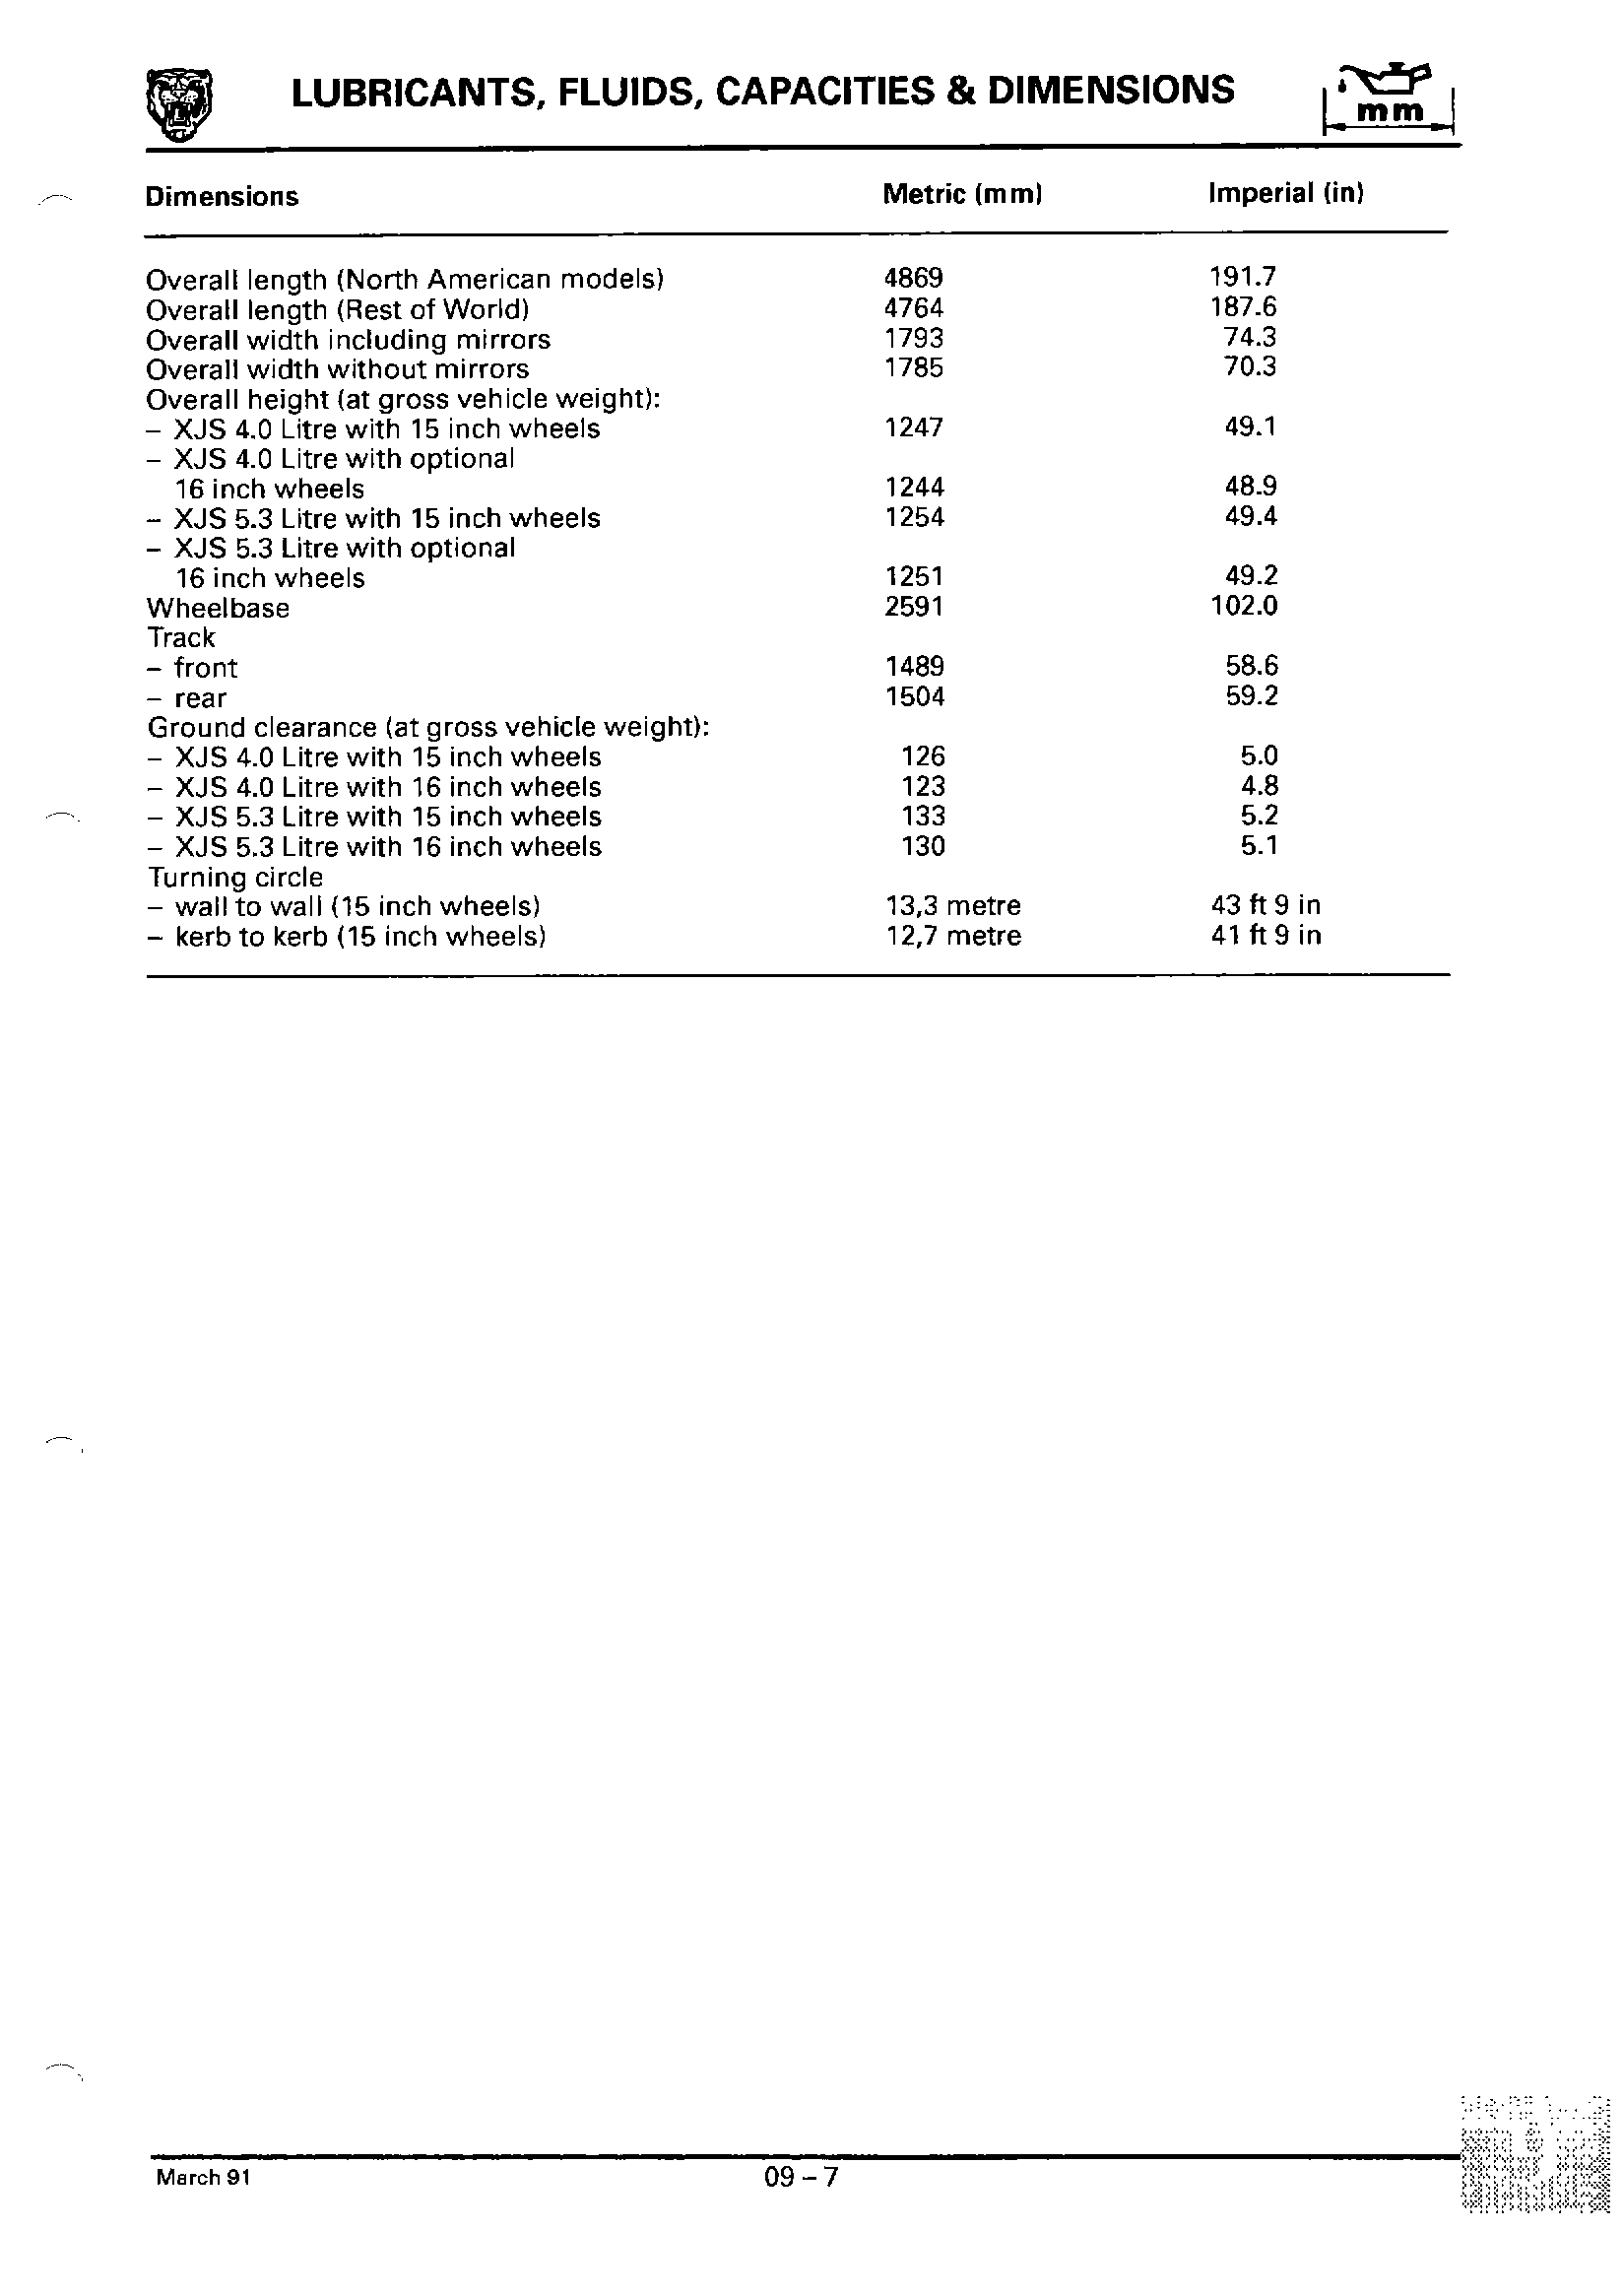 LUBRICANTS, FLUIDS, CAPACITIES & DIMENSIONS
mm
Dimensions Metric (mm) Imperial (in)
Overall length (North American models) 4869 191.7
Overall length (Rest of World) 4764 187.6
Overall width including mirrors 1793 74.3
Overall width without mirrors 1785 70.3
Overall height (at gross vehicle weight):
– XJS 4.0 Litre with 15 inch wheels 1247 49.1
– XJS 4.0 Litre with optional
16 inch wheels 1244 48.9
– XJS 5.3 Litre with 15 inch wheels 1254 49.4
– XJS 5.3 Litre with optional
16 inch wheels 1251 49.2
Wheelbase 2591 102.0
Track
– front 1489 58.6
– rear 1504 59.2
Ground clearance (at gross vehicle weight):
– XJS 4.0 Litre with 15 inch wheels 126 5.0
– XJS 4.0 Litre with 16 inch wheels 123 4.8
– XJS 5.3 Litre with 15 inch wheels 133 5.2
– XJS 5.3 Litre with 16 inch wheels 130 5.1
Turning circle
– wall to wall (15 inch wheels) 13,3 metre 43 ft 9 in
– kerb to kerb (15 inch wheels) 12,7 metre 41 ft 9 in
March 91 09 – 7